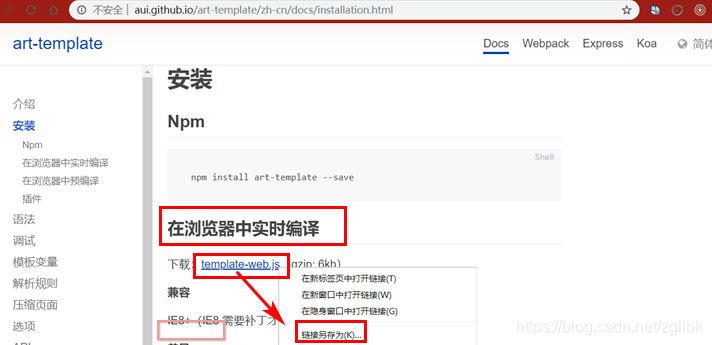 不安全 | aui.github.io/art-template/zh-cn/docs/installation.html
art-template
Docs Webpack Express Koa 简体
介绍
安装
Npm
在浏览器中实时编译
在浏览器中预编译
插件
语法
调试
模板变量
解析规则
压缩页面
选项
API
安装
Npm
Shell
npm install art-template --save
在浏览器中实时编译
下载: template-web.js (gzip: 6kb)
兼容
IE8+ (IE8 需要补丁才
在新标签页中打开链接(T)
在新窗口中打开链接(W)
在隐身窗口中打开链接(G)
链接另存为(K)...
https://blog.csdn.net/zglibk